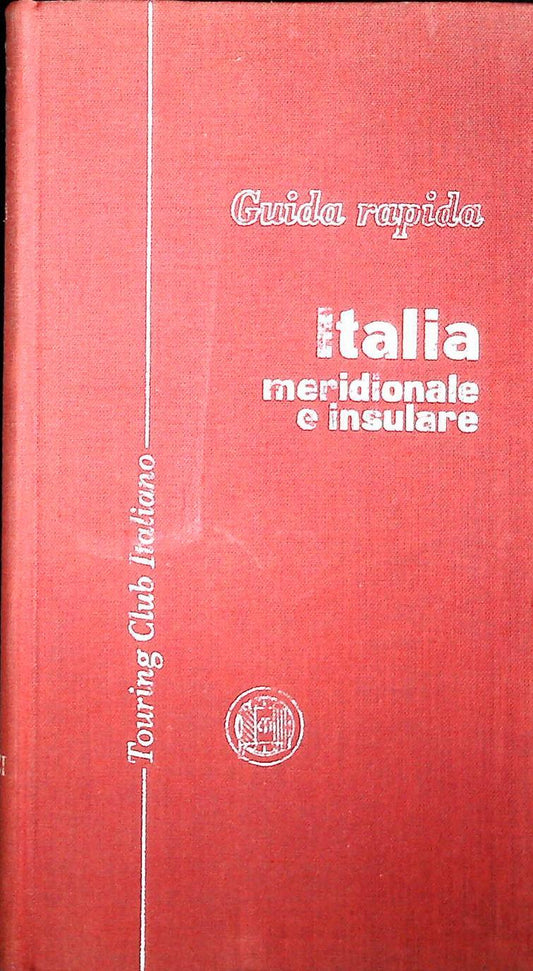 Guida rapida
Italia
meridionale
e insulare
Touring Club Italiano